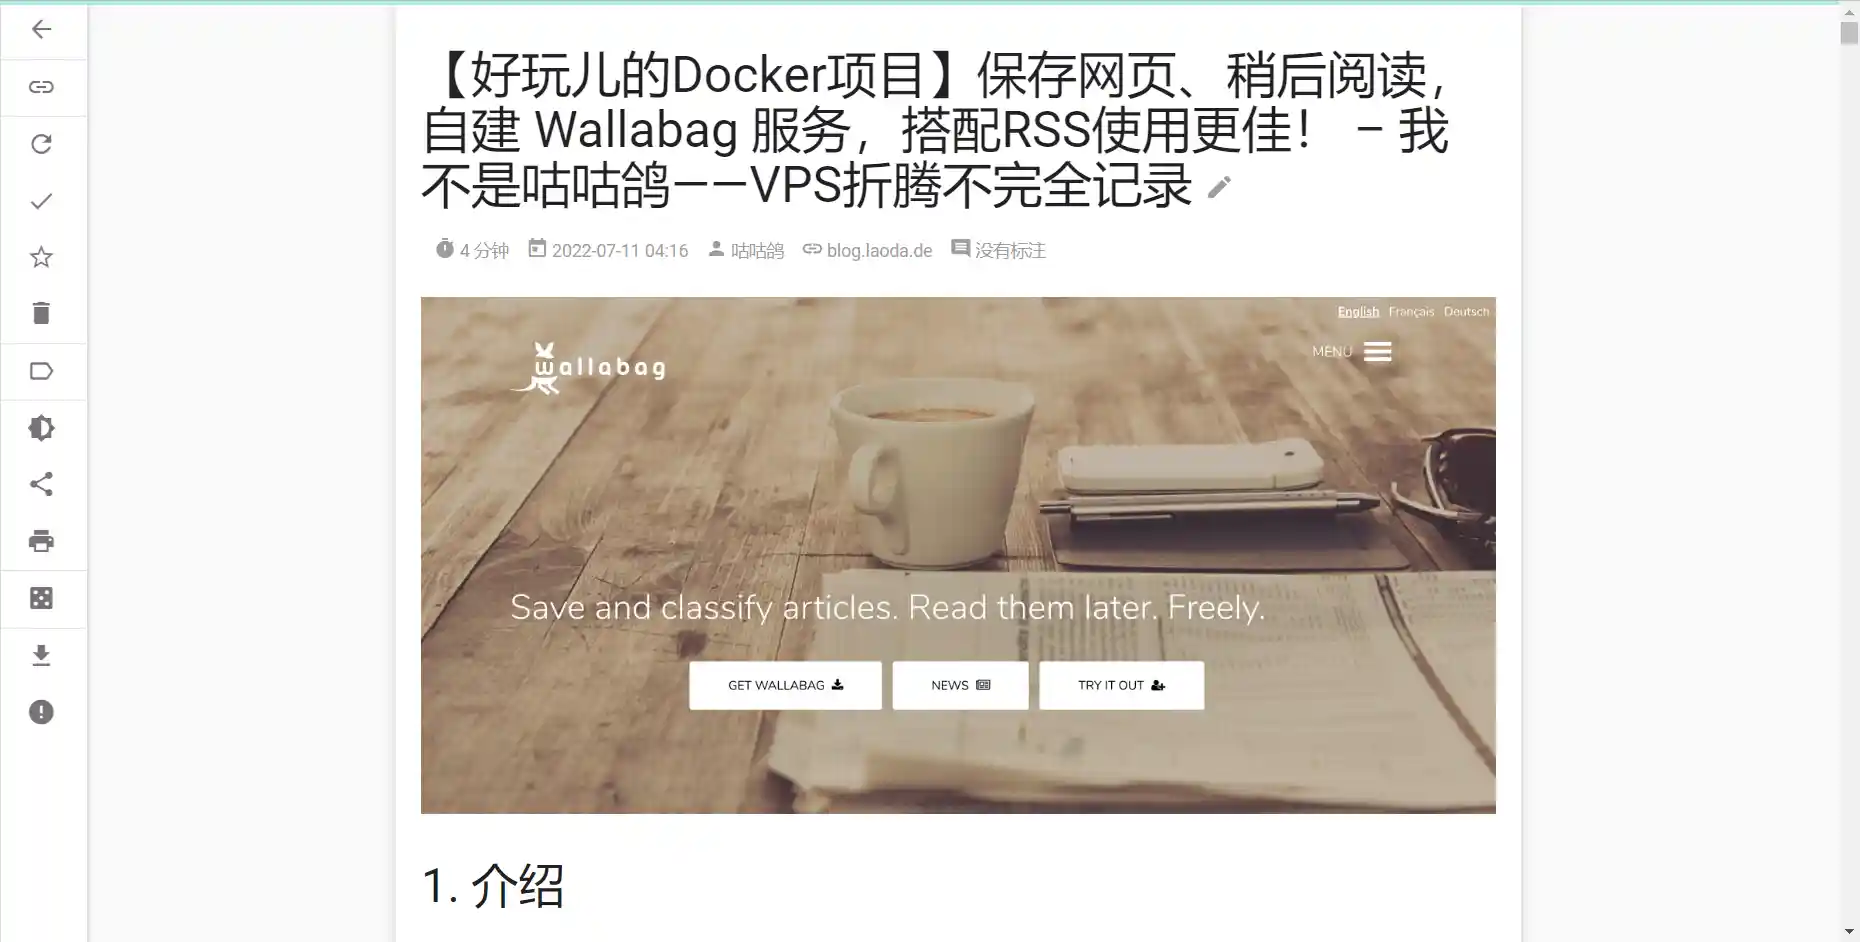 【好玩儿的Docker项目】保存网页、稍后阅读，
自建 Wallabag 服务，搭配RSS使用更佳！ – 我
不是咕咕鸽——VPS折腾不完全记录
4 分钟 2022-07-11 04:16 咕咕鸽 blog.laoda.de 没有标注
English Français Deutsch
wallabag MENU
Save and classify articles. Read them later. Freely.
GET WALLABAG NEWS TRY IT OUT
1. 介绍